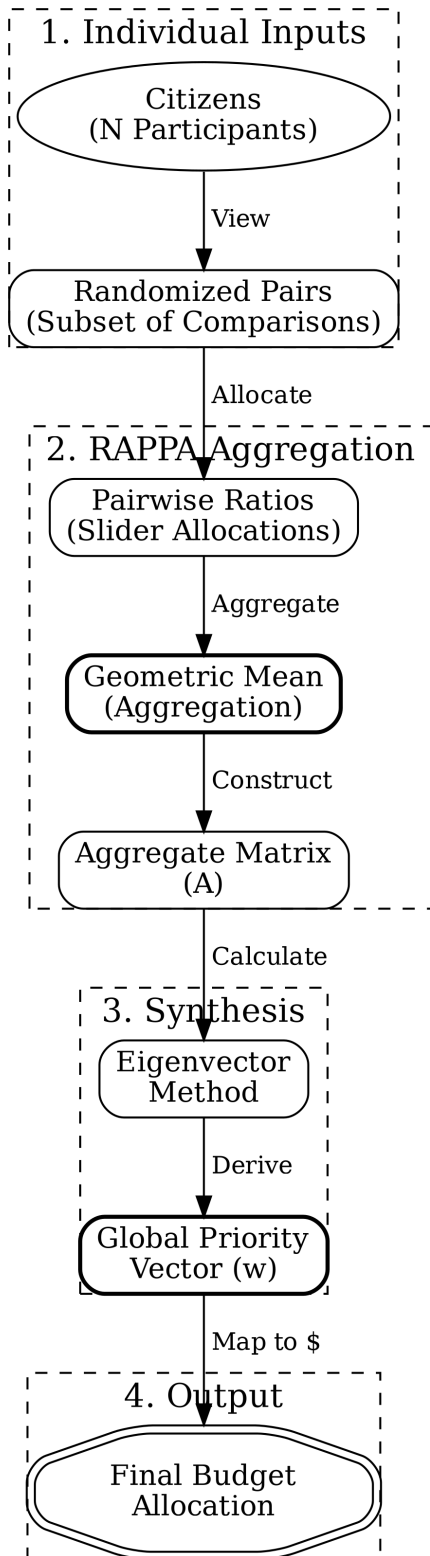 1. Individual Inputs
Citizens
(N Participants)
View
Randomized Pairs
(Subset of Comparisons)
Allocate
2. RAPPA Aggregation
Pairwise Ratios
(Slider Allocations)
Aggregate
Geometric Mean
(Aggregation)
Construct
Aggregate Matrix
(A)
Calculate
3. Synthesis
Eigenvector
Method
Derive
Global Priority
Vector (w)
Map to $
4. Output
Final Budget
Allocation